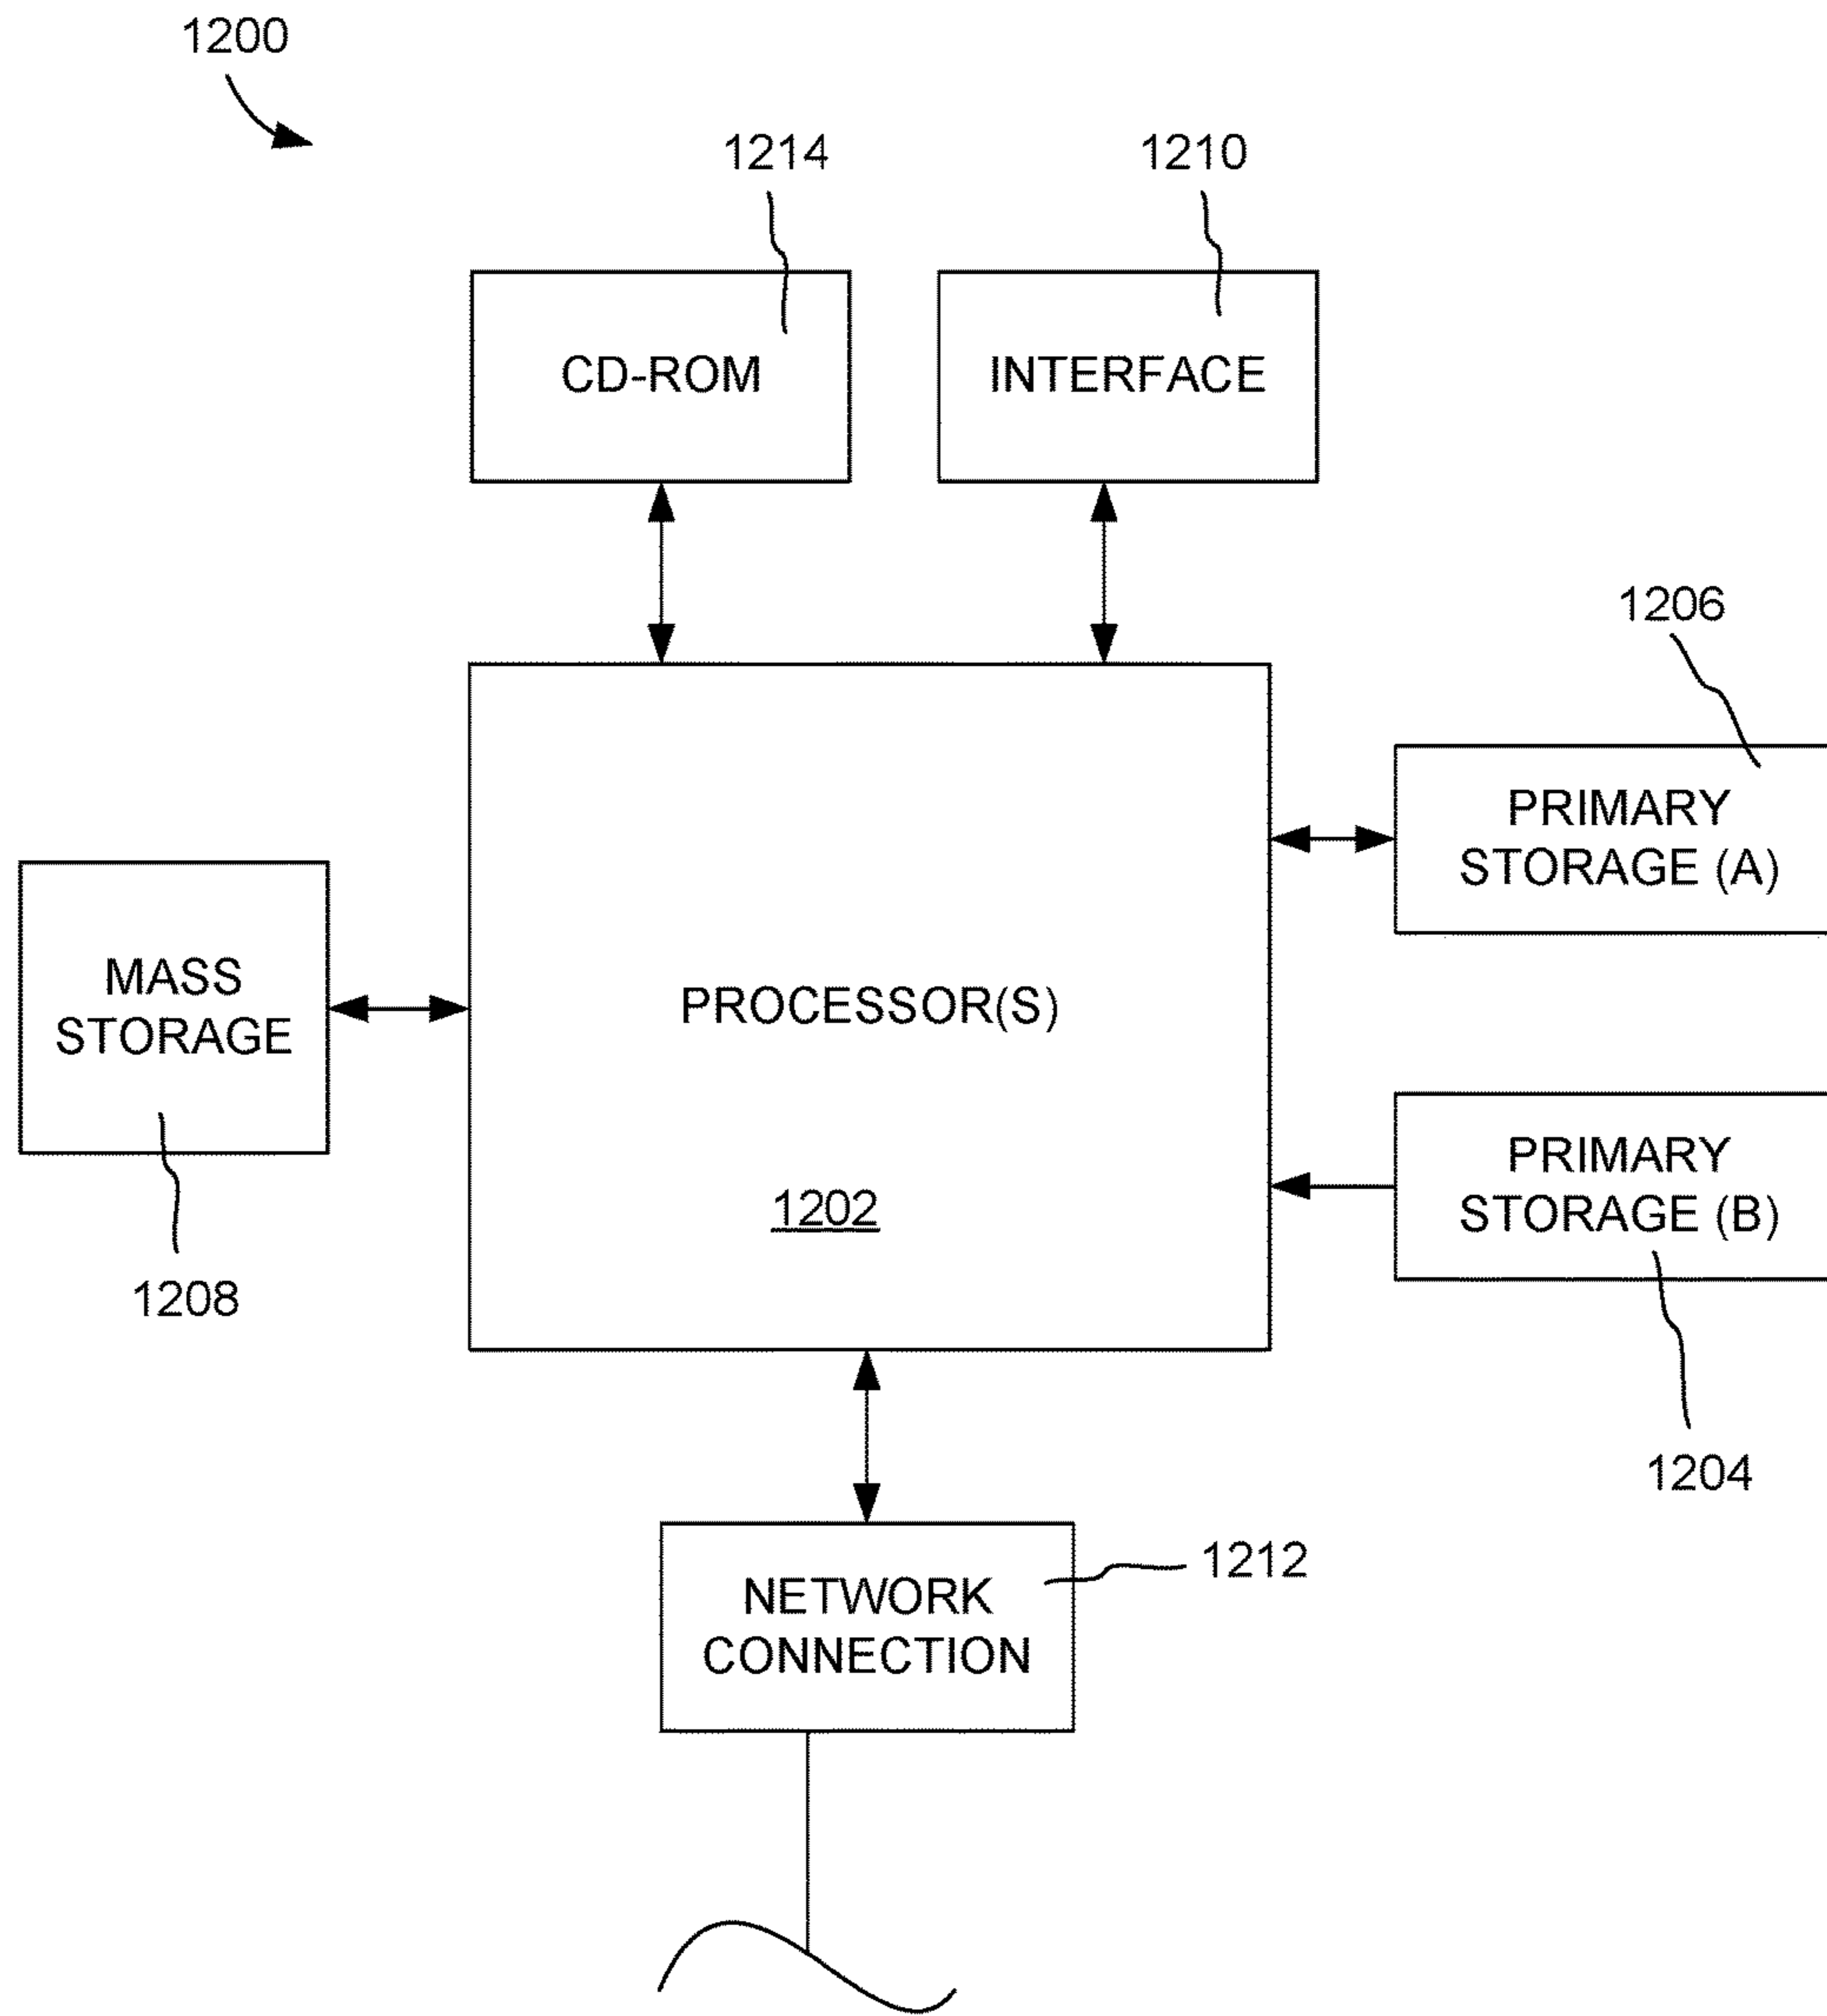 1200
1214
1210
CD-ROM
INTERFACE
1206
PRIMARY
STORAGE (A)
MASS
STORAGE
PROCESSOR(S)
PRIMARY
STORAGE (B)
1202
1208
1204
1212
NETWORK
CONNECTION